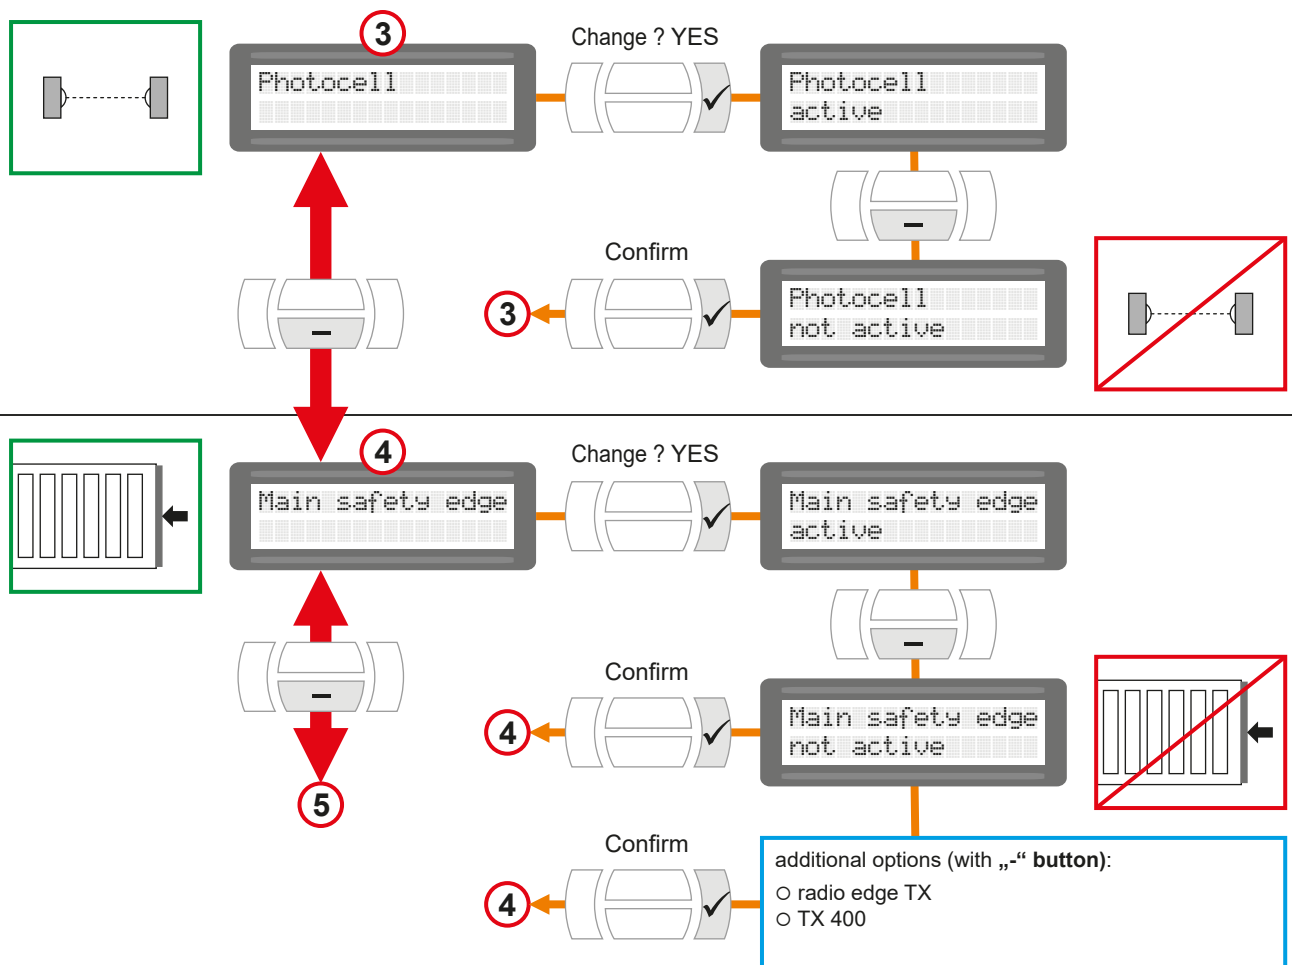 3
Change ? YES
Photocell
Photocell
active
Confirm
3
Photocell
not active
4
Change ? YES
Main safety edge
Main safety edge
active
Confirm
4
Main safety edge
not active
5
Confirm
4
additional options (with „-“ button):
○ radio edge TX
○ TX 400